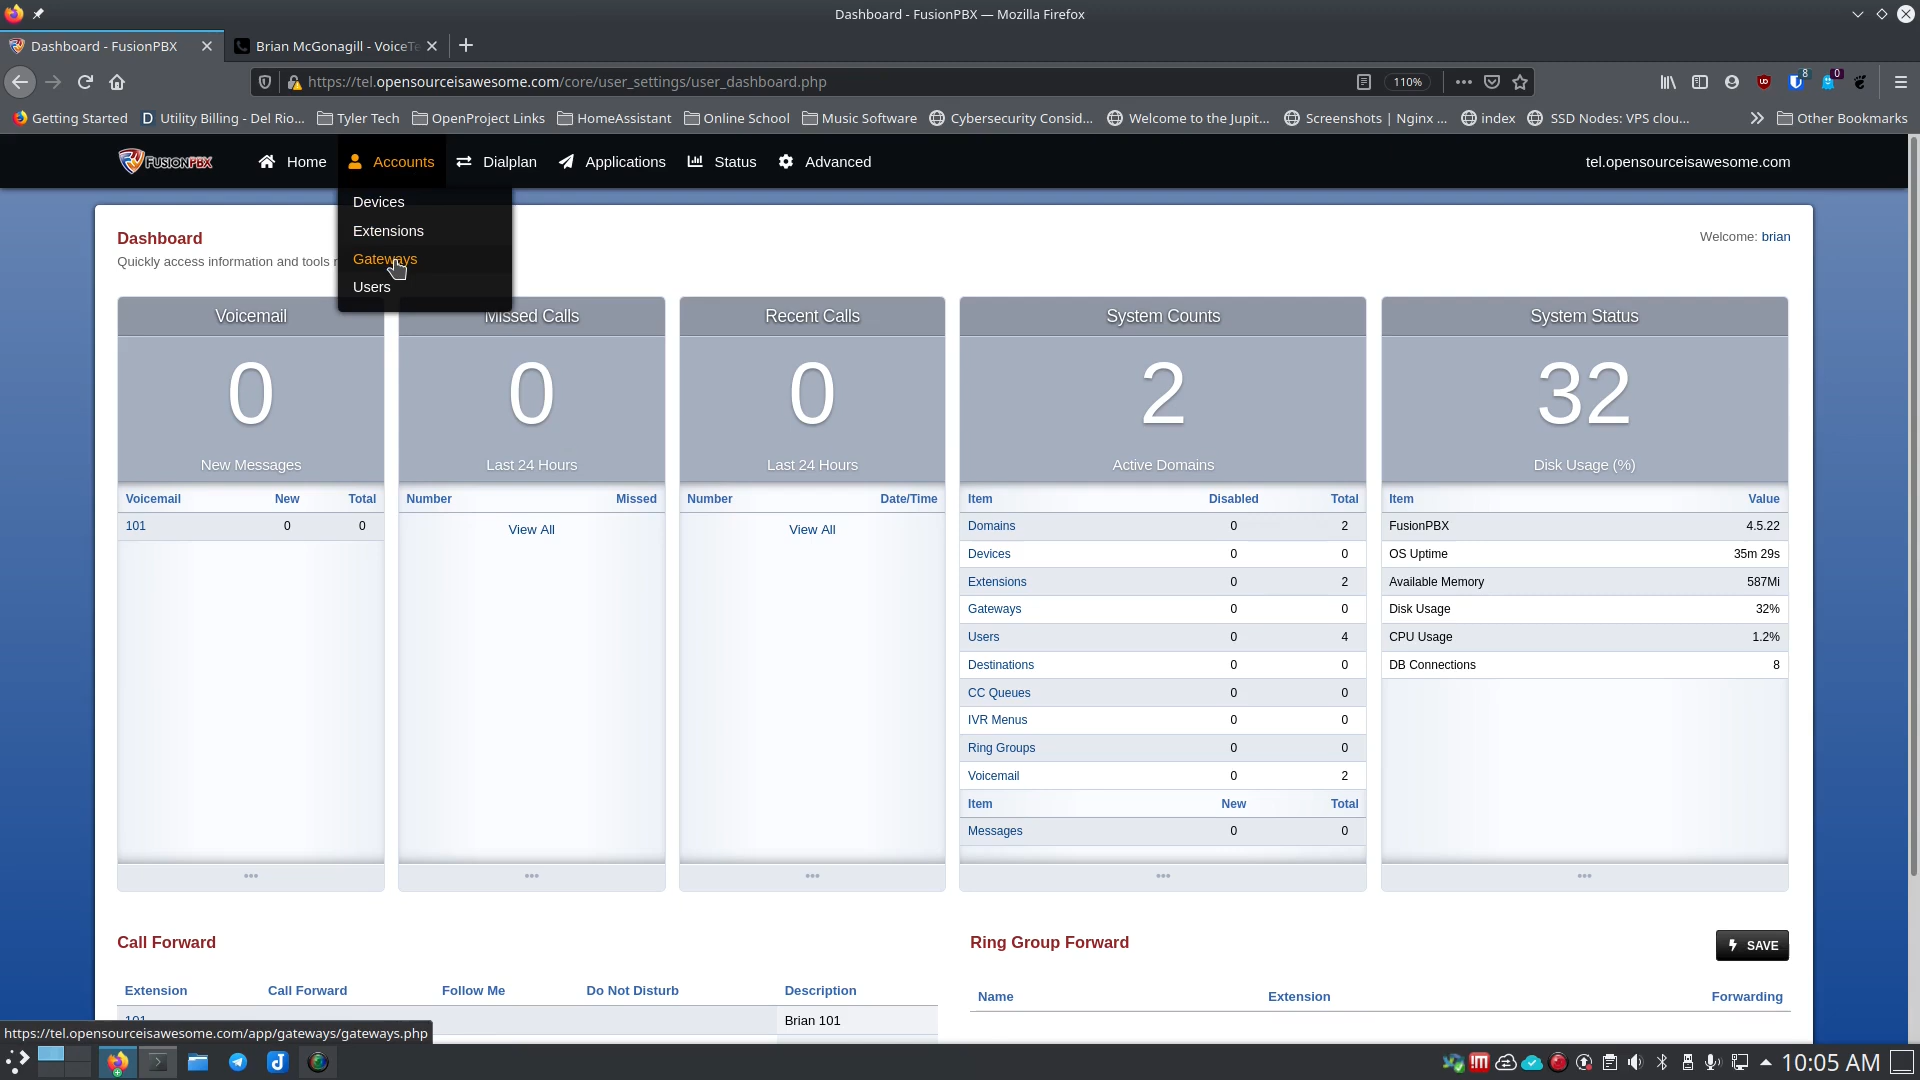 Dashboard - FusionPBX — Mozilla Firefox
Dashboard - FusionPBX
Brian McGonagill - VoiceTe
https://tel.opensourceisawesome.com/core/user_settings/user_dashboard.php
110%
8
0
Getting Started
Utility Billing - Del Rio...
Tyler Tech
OpenProject Links
HomeAssistant
Online School
Music Software
Cybersecurity Consid...
Welcome to the Jupit...
Screenshots | Nginx ...
index
SSD Nodes: VPS clou...
Other Bookmarks
FUSIONPBX
Home
Accounts
Dialplan
Applications
Status
Advanced
tel.opensourceisawesome.com
Devices
Extensions
Gateways
Users
Dashboard
Welcome: brian
Quickly access information and tools r
Voicemail
0
New Messages
Voicemail New Total
101 0 0
Missed Calls
0
Last 24 Hours
Number Missed
View All
Recent Calls
0
Last 24 Hours
Number Date/Time
View All
System Counts
2
Active Domains
Item Disabled Total
Domains 0 2
Devices 0 0
Extensions 0 2
Gateways 0 0
Users 0 4
Destinations 0 0
CC Queues 0 0
IVR Menus 0 0
Ring Groups 0 0
Voicemail 0 2
Item New Total
Messages 0 0
System Status
32
Disk Usage (%)
Item Value
FusionPBX 4.5.22
OS Uptime 35m 29s
Available Memory 587Mi
Disk Usage 32%
CPU Usage 1.2%
DB Connections 8
Call Forward
Extension Call Forward Follow Me Do Not Disturb Description
101 Brian 101
Ring Group Forward
SAVE
Name Extension Forwarding
https://tel.opensourceisawesome.com/app/gateways/gateways.php
10:05 AM